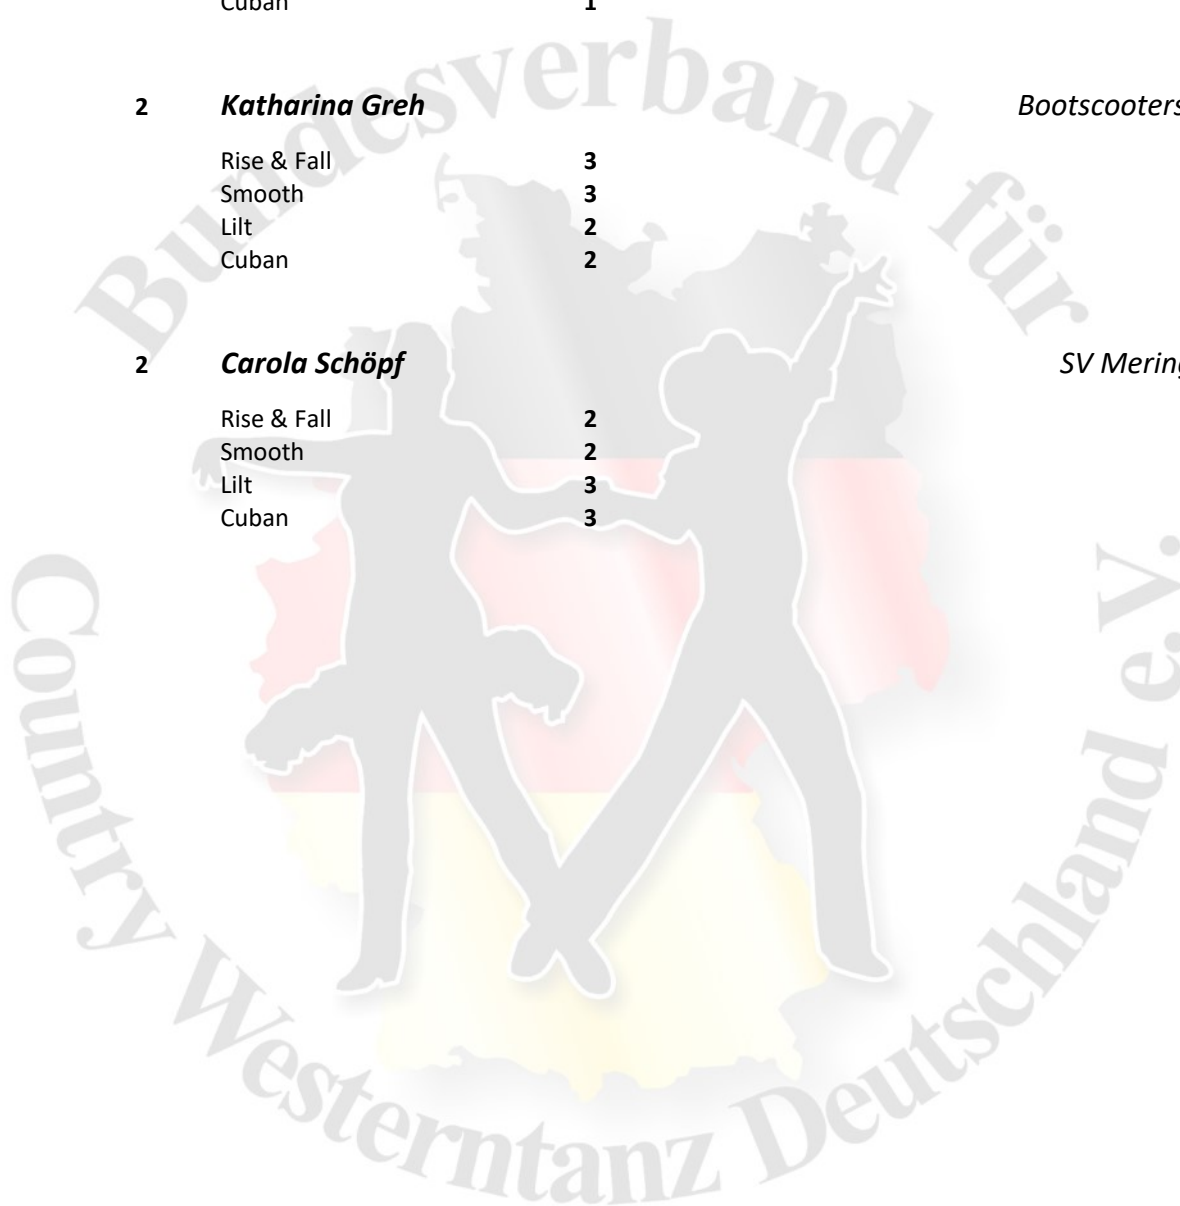 Cuban 1
2 Katharina Greh Bootscooters
Rise & Fall 3
Smooth 3
Lilt 2
Cuban 2
2 Carola Schöpf SV Mering
Rise & Fall 2
Smooth 2
Lilt 3
Cuban 3
Bundesverband für
Country Westerntanz Deutschland e.V.